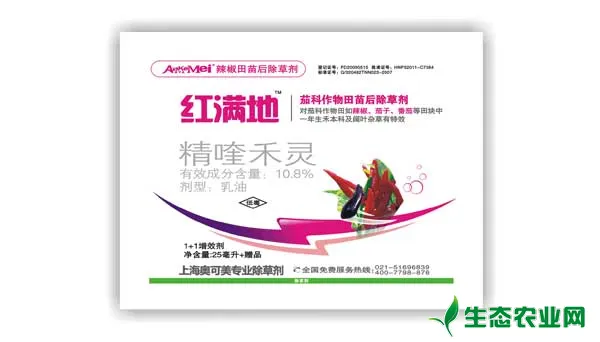 AoKeMei® 辣椒田苗后除草剂
登记证号：PD20090515 批准证号：HNP52011-C7384
标准证号：Q/320482TNN023-2007
红满地™
茄科作物田苗后除草剂
对茄科作物田如辣椒、茄子、番茄等田块中
一年生禾本科及阔叶杂草有特效
精喹禾灵
有效成分含量：10.8%
剂型：乳油
低毒
1+1增效剂
净含量:25毫升+赠品
上海奥可美专业除草剂
全国免费服务热线：021-51696839
400-7798-876
除草剂
生态农业网